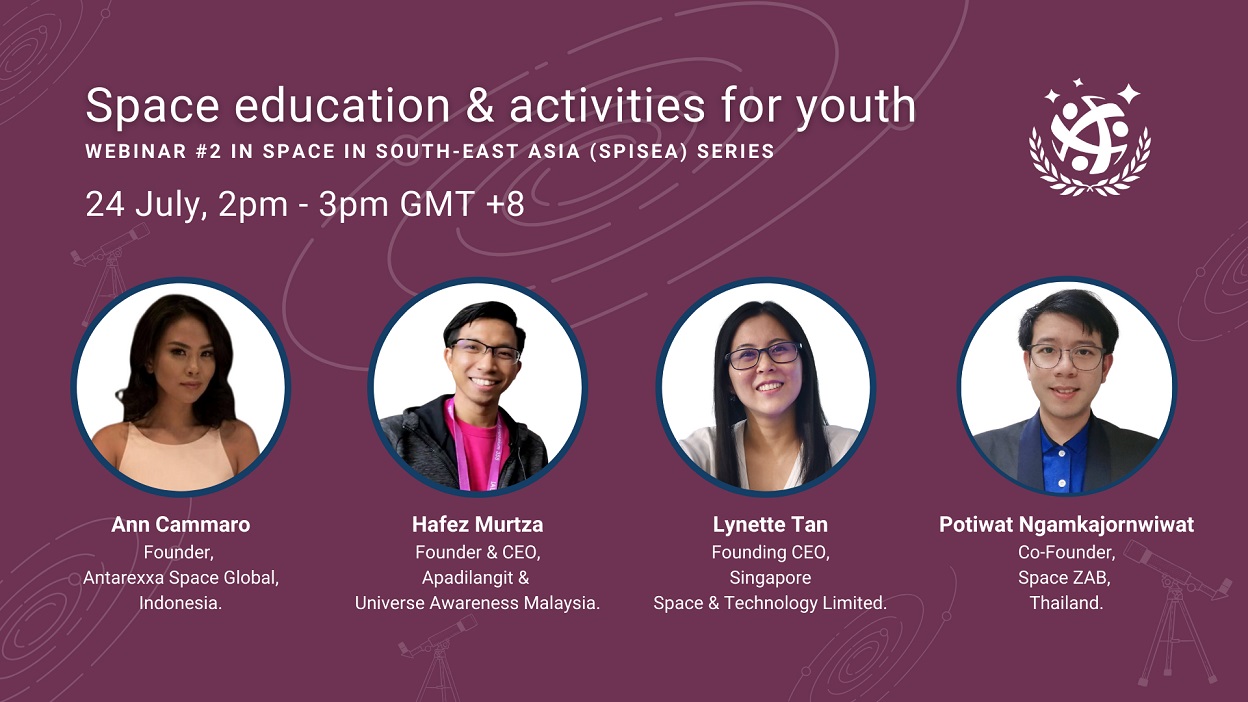 Space education & activities for youth
WEBINAR #2 IN SPACE IN SOUTH-EAST ASIA (SPISEA) SERIES
24 July, 2pm - 3pm GMT +8
Ann Cammaro
Founder,
Antarexxa Space Global,
Indonesia.
Hafez Murtza
Founder & CEO,
Apadilangit &
Universe Awareness Malaysia.
Lynette Tan
Founding CEO,
Singapore
Space & Technology Limited.
Potiwat Ngamkajornwiwat
Co-Founder,
Space ZAB,
Thailand.